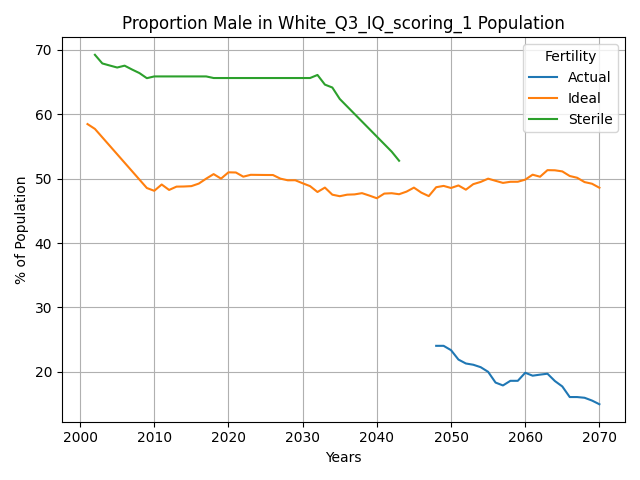 Proportion Male in White_Q3_IQ_scoring_1 Population
Fertility
Actual
Ideal
Sterile
% of Population
70
60
50
40
30
20
2000 2010 2020 2030 2040 2050 2060 2070
Years